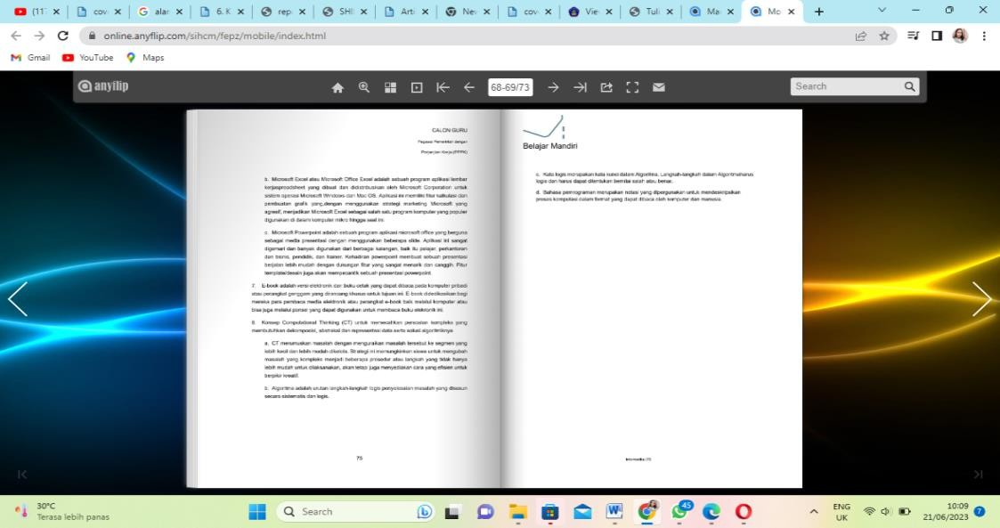 (11
cov
alar
6. K
rep
SHI
Arti
Nev
cov
Vie
Tuli
Mar
Mo
online.anyflip.com/sihcm/fepz/mobile/index.html
Gmail
YouTube
Maps
anyflip
68-69/73
Search
CALON GURU
Pegawai Pemerintah dengan
Perjanjian Kerja (PPPK)
b. Microsoft Excel atau Microsoft Office Excel adalah sebuah program aplikasi lembar
kerjaspreadsheet yang dibuat dan didistribusikan oleh Microsoft Corporation untuk
sistem operasi Microsoft Windows dan Mac OS. Aplikasi ini memiliki fitur kalkulasi dan
pembuatan grafik yang,dengan menggunakan strategi marketing Microsoft yang
agresif, menjadikan Microsoft Excel sebagai salah satu program komputer yang populer
digunakan di dalam komputer mikro hingga saat ini.
c. Microsoft Powerpoint adalah sebuah program aplikasi microsoft office yang berguna
sebagai media presentasi dengan menggunakan beberapa slide. Aplikasi ini sangat
digemari dan banyak digunakan dari berbagai kalangan, baik itu pelajar, perkantoran
dan bisnis, pendidik, dan trainer. Kehadiran powerpoint membuat sebuah presentasi
berjalan lebih mudah dengan dukungan fitur yang sangat menarik dan canggih. Fitur
template/desain juga akan mempercantik sebuah presentasi powerpoint.
7. E-book adalah versi elektronik dari buku cetak yang dapat dibaca pada komputer pribadi
atau perangkat genggam yang dirancang khusus untuk tujuan ini. E-book didedikasikan bagi
mereka para pembaca media elektronik atau perangkat e-book baik melalui komputer atau
bisa juga melalui ponsel yang dapat digunakan untuk membaca buku elektronik ini.
8. Konsep Computational Thinking (CT) untuk memecahkan persoalan kompleks yang
membutuhkan dekomposisi, abstraksi dan representasi data serta solusi algoritmiknya
a. CT merumuskan masalah dengan menguraikan masalah tersebut ke segmen yang
lebih kecil dan lebih mudah dikelola. Strategi ini memungkinkan siswa untuk mengubah
masalah yang kompleks menjadi beberapa prosedur atau langkah yang tidak hanya
lebih mudah untuk dilaksanakan, akan tetapi juga menyediakan cara yang efisien untuk
berpikir kreatif.
b. Algoritma adalah urutan langkah-langkah logis penyelesaian masalah yang disusun
secara sistematis dan logis.
75
Belajar Mandiri
c. Kata logis merupakan kata kunci dalam Algoritma. Langkah-langkah dalam Algoritmaharus
logis dan harus dapat ditentukan bernilai salah atau benar.
d. Bahasa pemrograman merupakan notasi yang dipergunakan untuk mendeskripsikan
proses komputasi dalam format yang dapat dibaca oleh komputer dan manusia.
30°C
Terasa lebih panas
Search
45
ENG
UK
10:09
21/06/2023
7